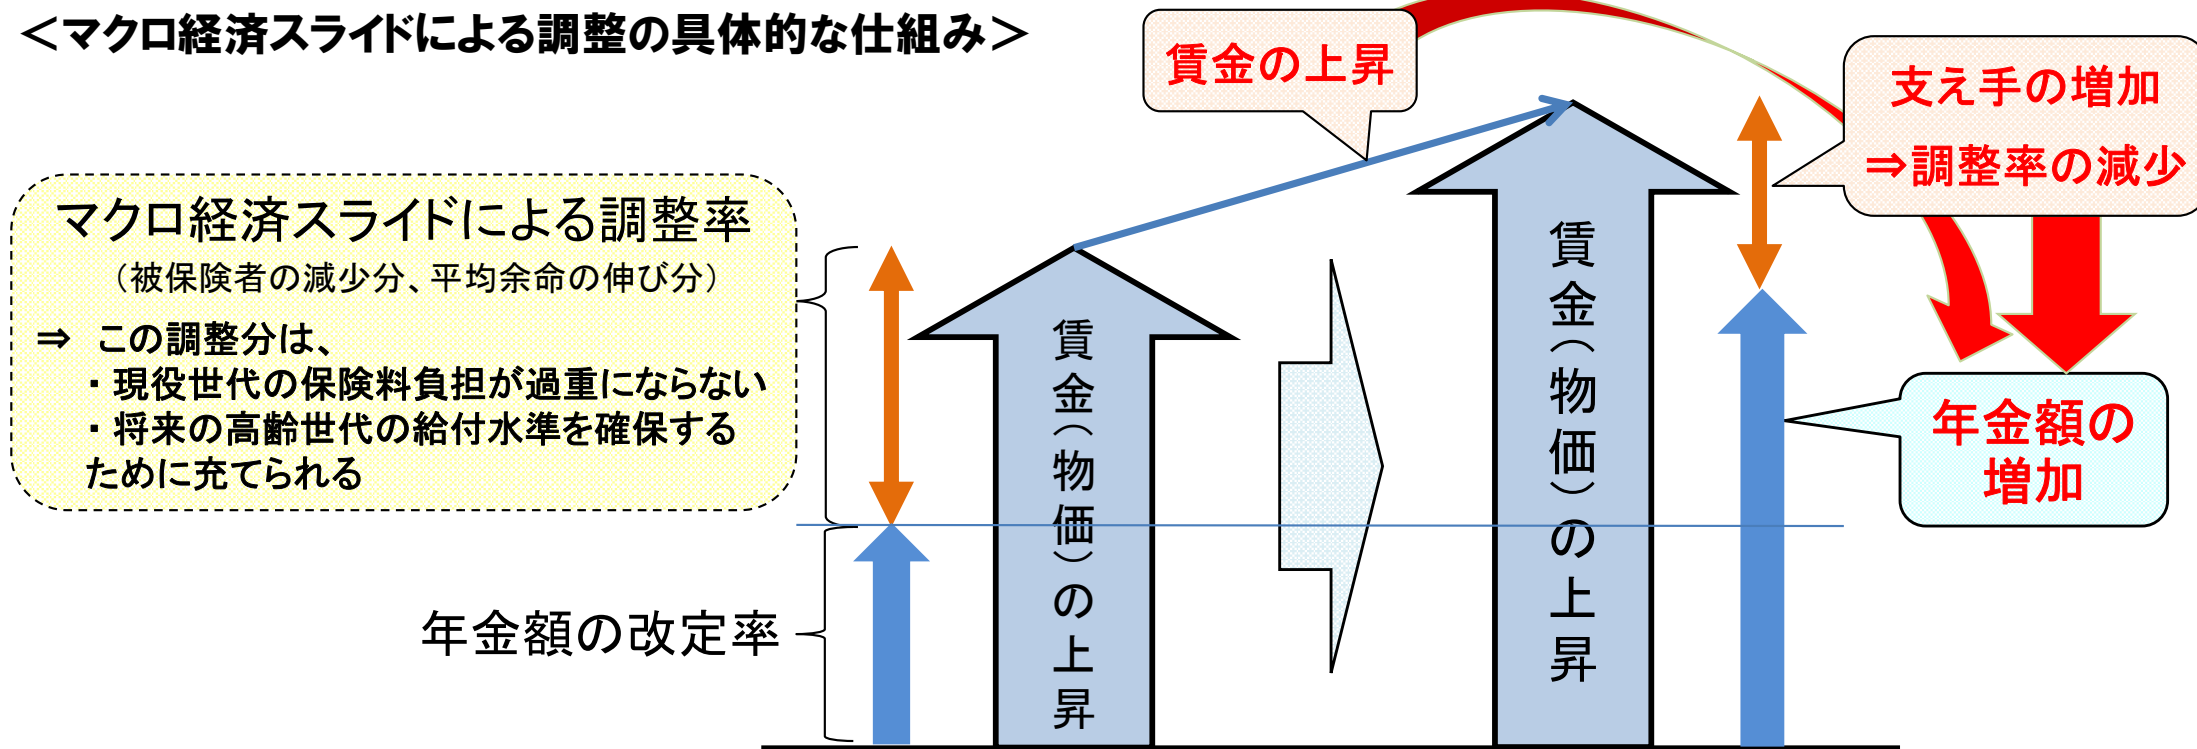 ＜マクロ経済スライドによる調整の具体的な仕組み＞
賃金の上昇
支え手の増加
⇒調整率の減少
マクロ経済スライドによる調整率
（被保険者の減少分、平均余命の伸び分）
⇒　この調整分は、
・現役世代の保険料負担が過重にならない
・将来の高齢世代の給付水準を確保する
ために充てられる
賃金（物価）の上昇
賃金（物価）の上昇
年金額の
増加
年金額の改定率